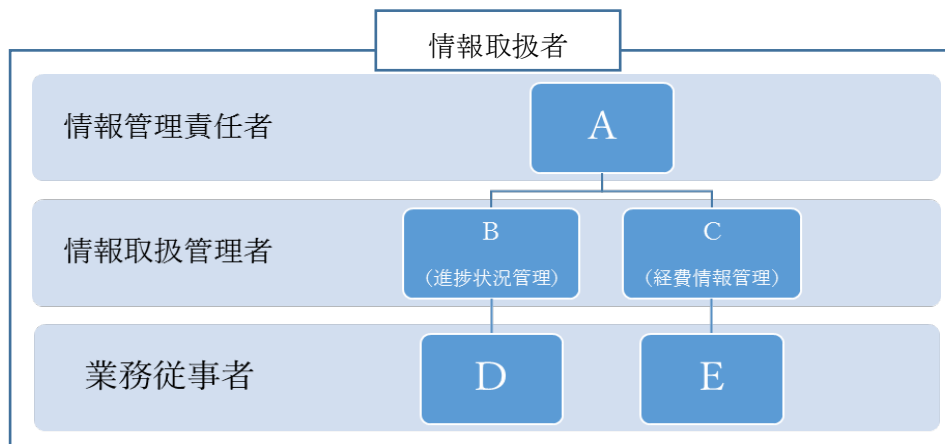 情報取扱者
情報管理責任者
A
情報取扱管理者
B
（進捗状況管理）
C
（経費情報管理）
業務従事者
D
E